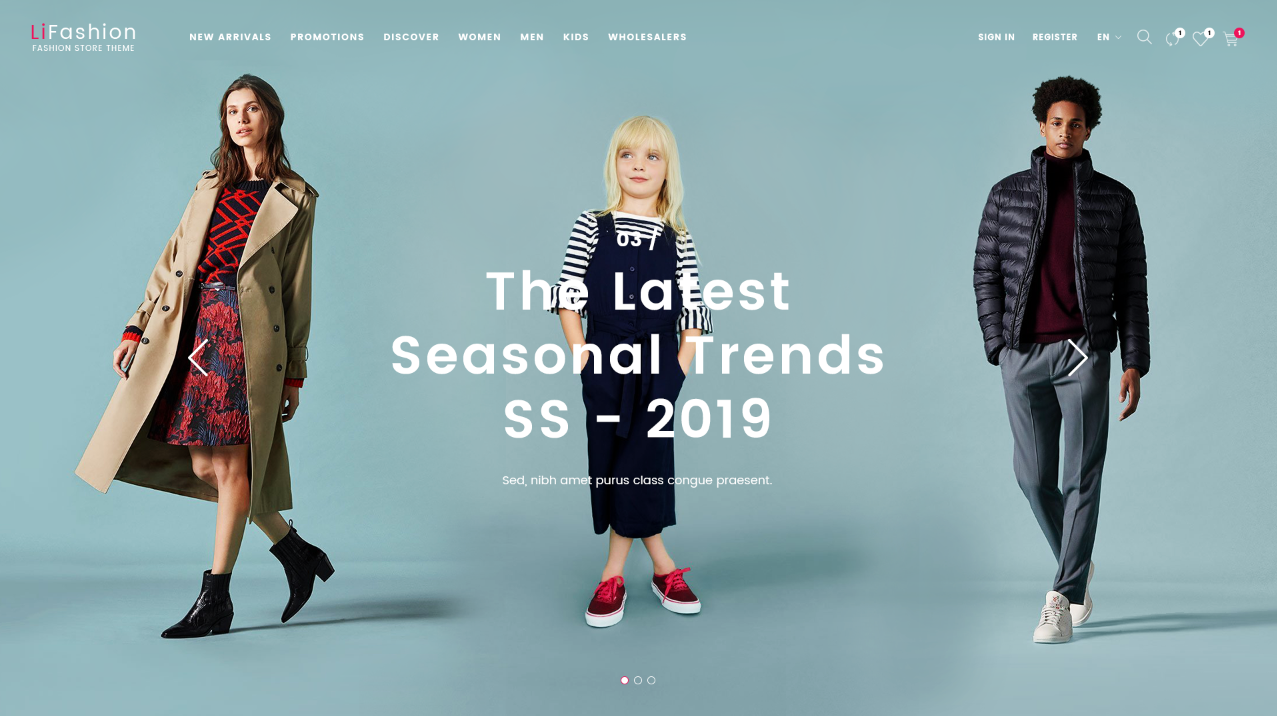 LiFashion
FASHION STORE THEME
NEW ARRIVALS PROMOTIONS DISCOVER WOMEN MEN KIDS WHOLESALERS
SIGN IN REGISTER EN 1 1 1
03 /
The Latest
Seasonal Trends
SS - 2019
Sed, nibh amet purus class congue praesent.